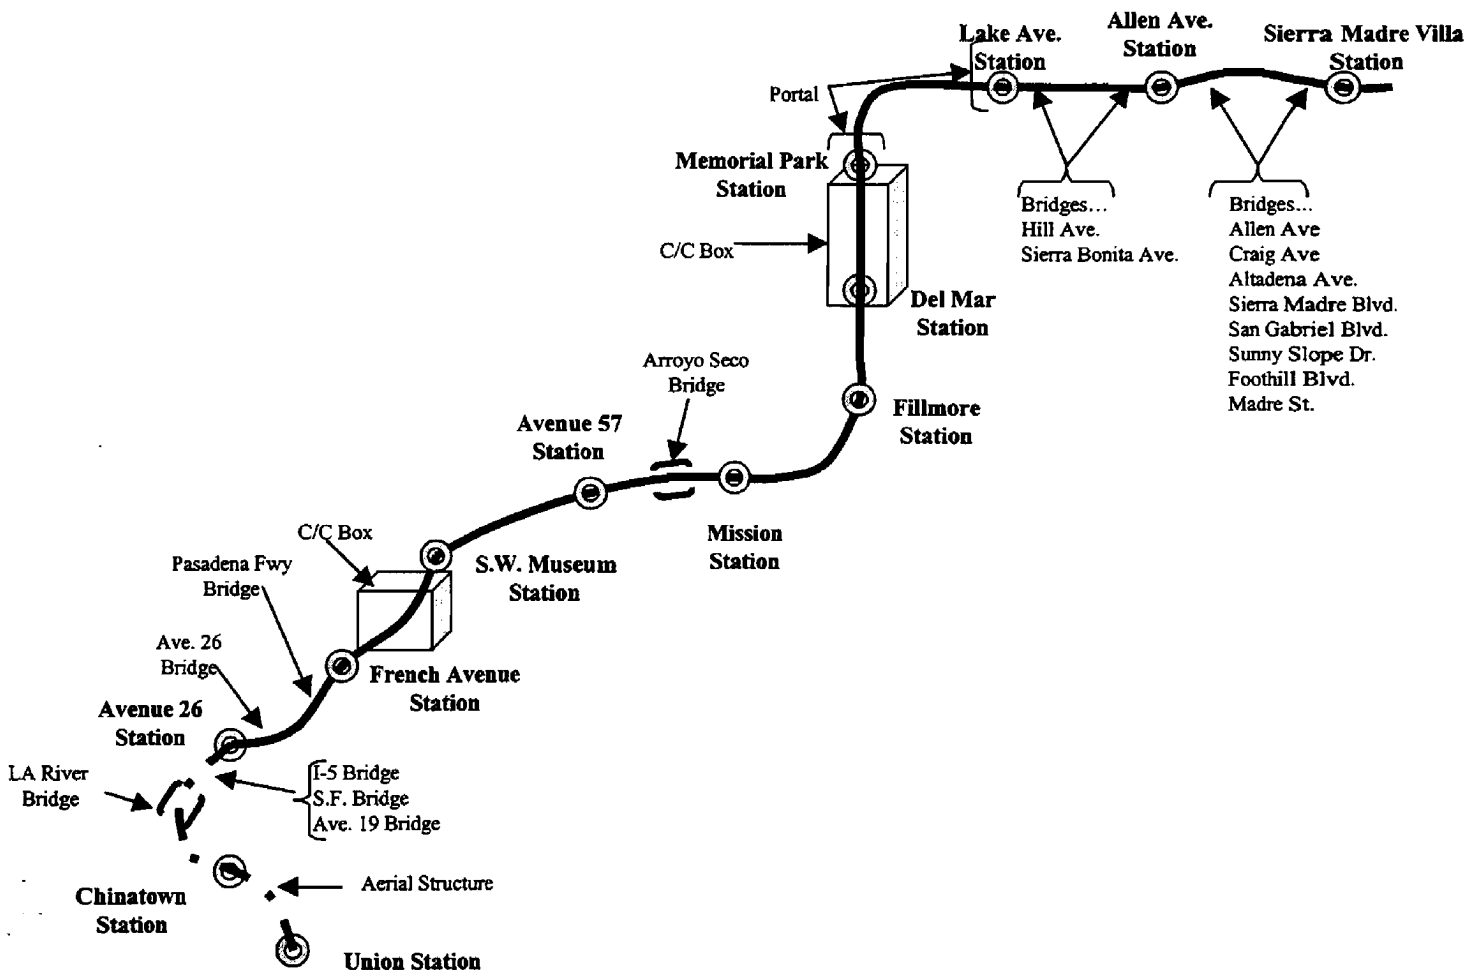 Lake Ave.
Station
Allen Ave.
Station
Sierra Madre Villa
Station
Portal
Memorial Park
Station
Bridges...
Hill Ave.
Sierra Bonita Ave.
Bridges...
Allen Ave
Craig Ave
Altadena Ave.
Sierra Madre Blvd.
San Gabriel Blvd.
Sunny Slope Dr.
Foothill Blvd.
Madre St.
C/C Box
Del Mar
Station
Arroyo Seco
Bridge
Fillmore
Station
Avenue 57
Station
Mission
Station
C/C Box
S.W. Museum
Station
Pasadena Fwy
Bridge
Ave. 26
Bridge
French Avenue
Station
Avenue 26
Station
LA River
Bridge
I-5 Bridge
S.F. Bridge
Ave. 19 Bridge
Chinatown
Station
Aerial Structure
Union Station